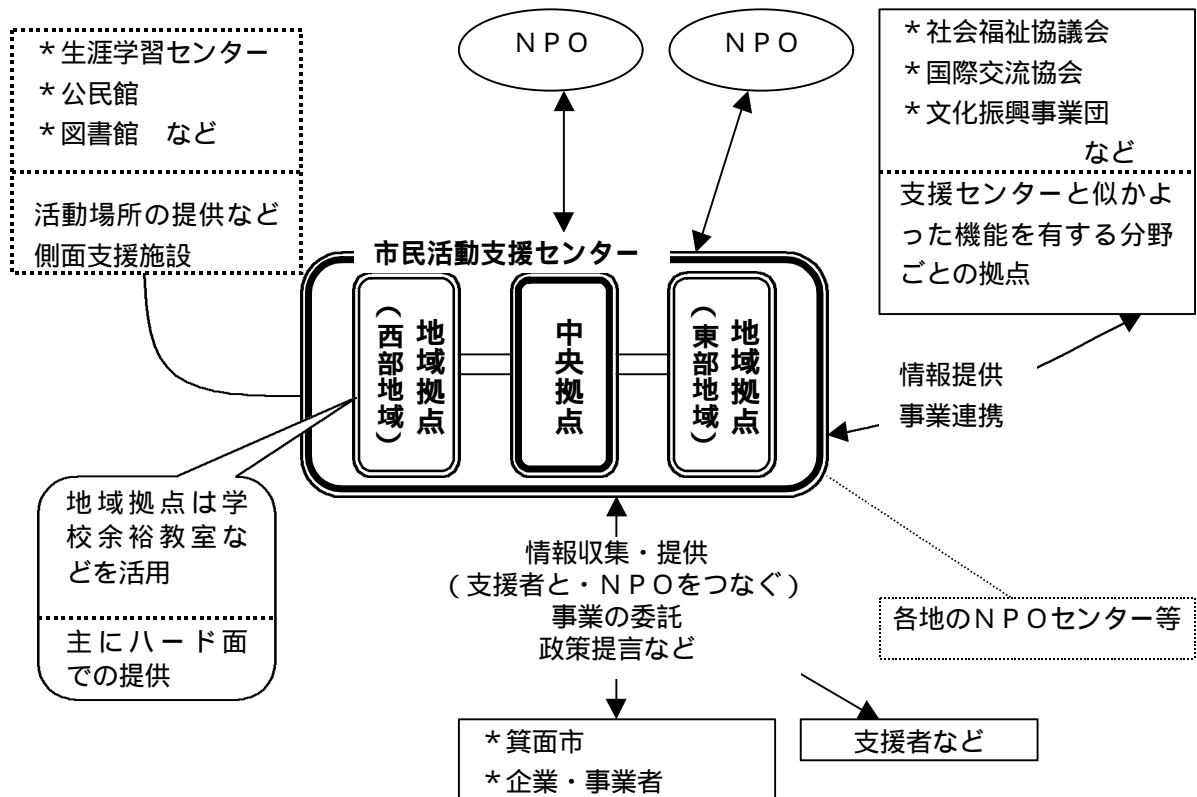 *生涯学習センター
*公民館
*図書館　など
活動場所の提供など
側面支援施設
ＮＰＯ
ＮＰＯ
*社会福祉協議会
*国際交流協会
*文化振興事業団
など
支援センターと似かよ
った機能を有する分野
ごとの拠点
市民活動支援センター
地域拠点
（西部地域）
中央拠点
地域拠点
（東部地域）
情報提供
事業連携
地域拠点は学
校余裕教室な
どを活用
主にハード面
での提供
情報収集・提供
（支援者と・ＮＰＯをつなぐ）
事業の委託
政策提言など
各地のＮＰＯセンター等
*箕面市
*企業・事業者
支援者など